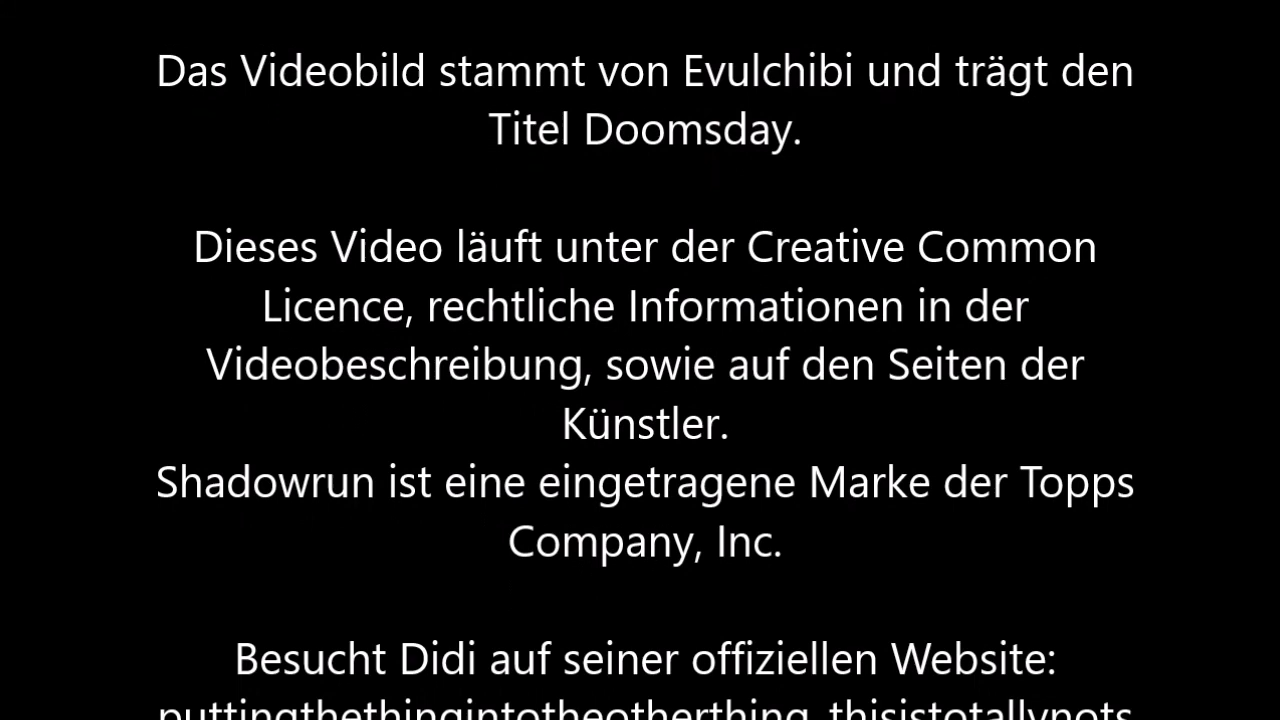 Das Videobild stammt von Evulchibi und trägt den
Titel Doomsday.
Dieses Video läuft unter der Creative Common
Licence, rechtliche Informationen in der
Videobeschreibung, sowie auf den Seiten der
Künstler.
Shadowrun ist eine eingetragene Marke der Topps
Company, Inc.
Besucht Didi auf seiner offiziellen Website:
puttingthethingintotheotherthing_thisistotallynots